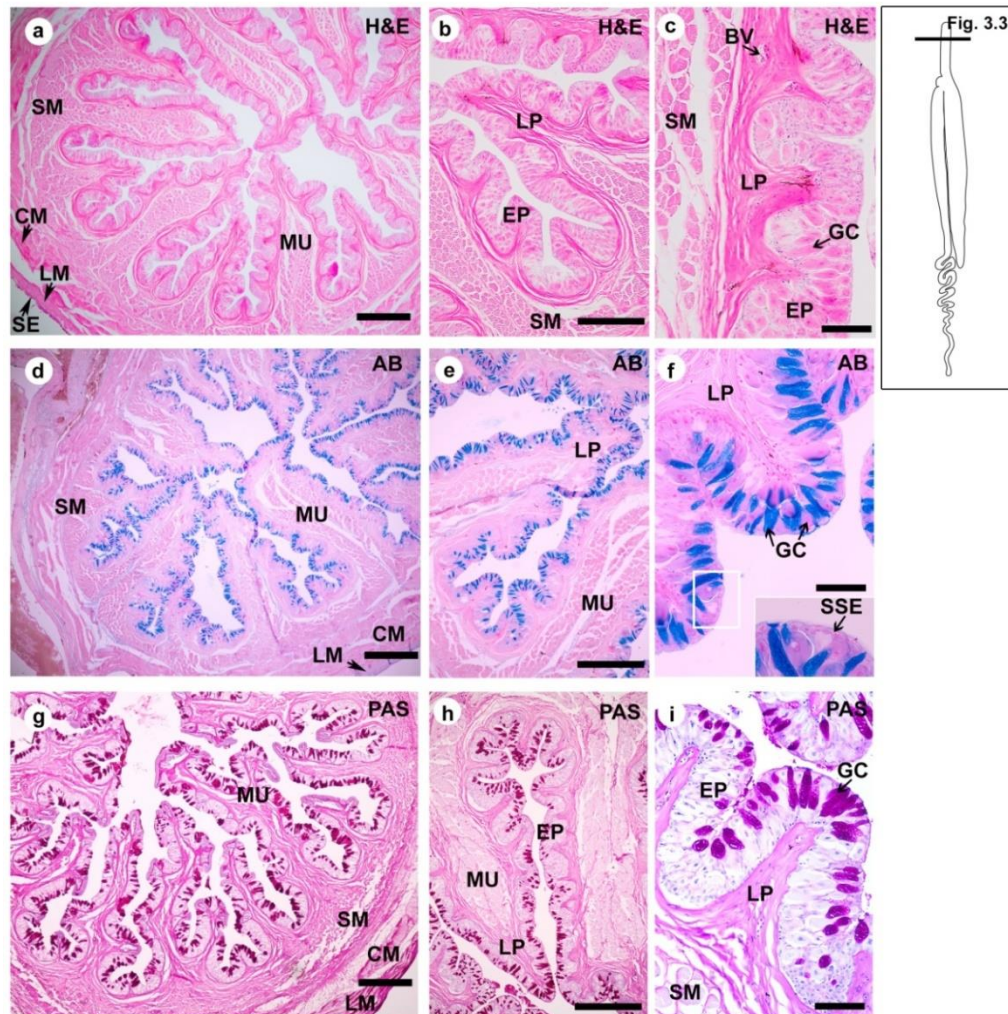 a H&E
SM
MU
CM
LM
SE
b H&E
LP
EP
SM
c BV H&E
SM
LP
GC
EP
Fig. 3.3
d AB
SM
MU
CM
LM
e AB
LP
MU
f AB
LP
GC
SSE
g PAS
MU
SM
CM
LM
h PAS
EP
MU
LP
i PAS
GC
EP
LP
SM